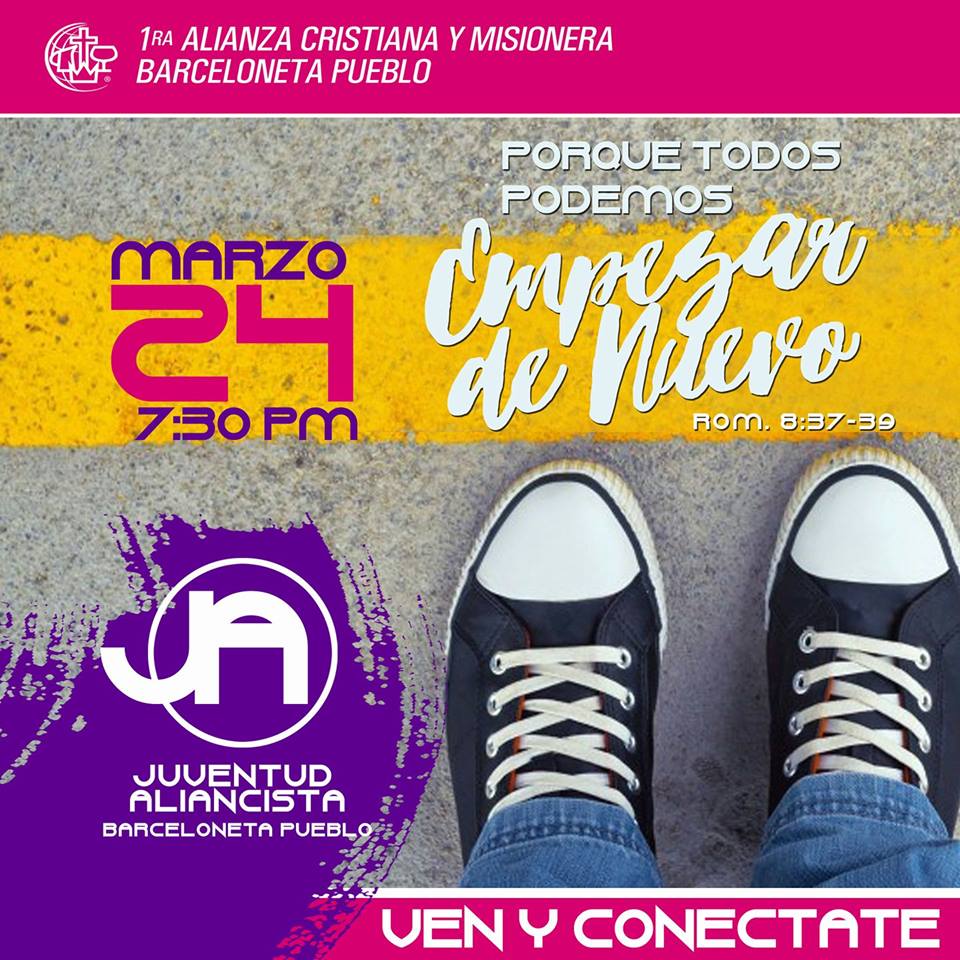 1RA ALIANZA CRISTIANA Y MISIONERA
BARCELONETA PUEBLO
PORQUE TODOS
PODEMOS
Empezar
de Nuevo
ROM. 8:37-39
MARZO
24
7:30 PM
JA
JUVENTUD
ALIANCISTA
BARCELONETA PUEBLO
VEN Y CONECTATE